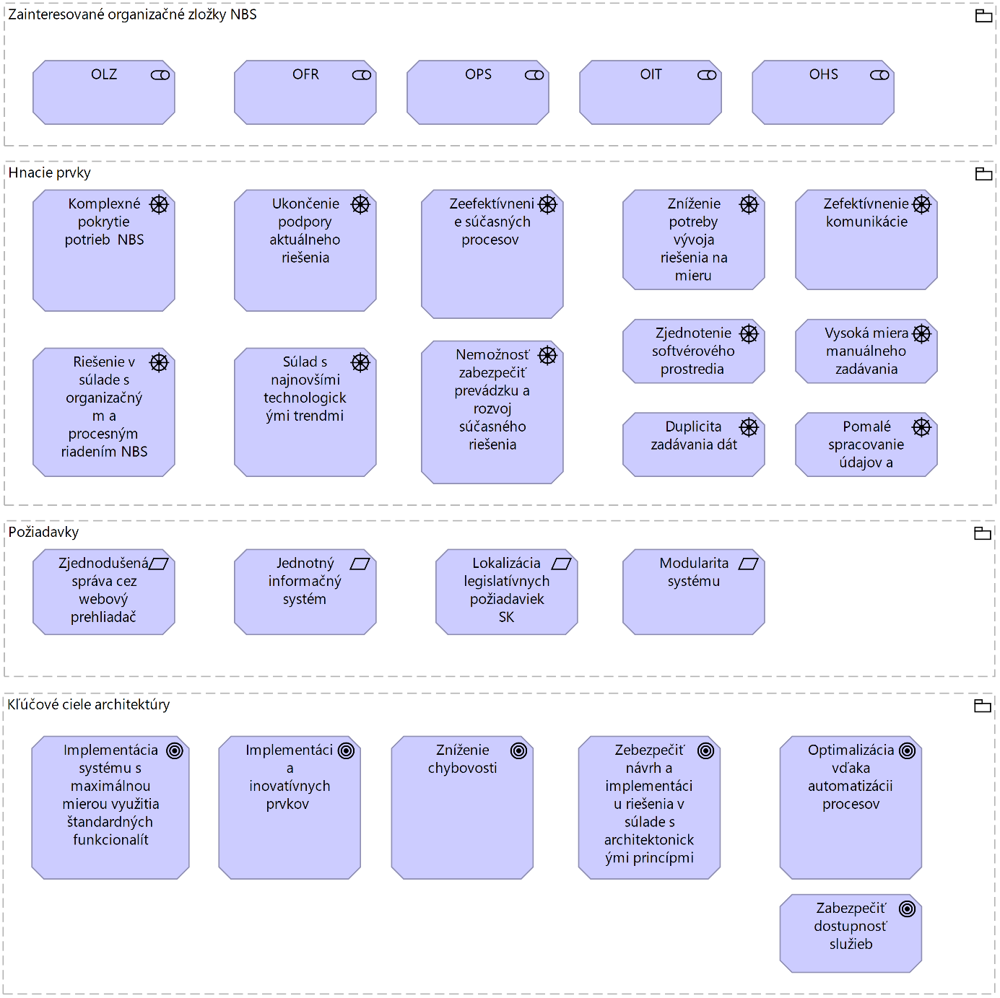 Zainteresované organizačné zložky NBS
OLZ
OFR
OPS
OIT
OHS
Hnacie prvky
Komplexné
pokrytie
potrieb NBS
Ukončenie
podpory
aktuálneho
riešenia
Zeefektívneni
e súčasných
procesov
Zníženie
potreby
vývoja
riešenia na
mieru
Zefektívnenie
komunikácie
Zjednotenie
softvérového
prostredia
Vysoká miera
manuálneho
zadávania
Riešenie v
súlade s
organizačný
m a
procesným
riadením NBS
Súlad s
najnovšími
technologick
ými trendmi
Nemožnosť
zabezpečiť
prevádzku a
rozvoj
súčasného
riešenia
Duplicita
zadávania dát
Pomalé
spracovanie
údajov a
Požiadavky
Zjednodušená
správa cez
webový
prehliadač
Jednotný
informačný
systém
Lokalizácia
legislatívnych
požiadaviek
SK
Modularita
systému
Kľúčové ciele architektúry
Implementácia
systému s
maximálnou
mierou využitia
štandardných
funkcionalít
Implementáci
a
inovatívnych
prvkov
Zníženie
chybovosti
Zebezpečiť
návrh a
implementáci
u riešenia v
súlade s
architektonick
ými princípmi
Optimalizácia
vďaka
automatizácii
procesov
Zabezpečiť
dostupnosť
služieb